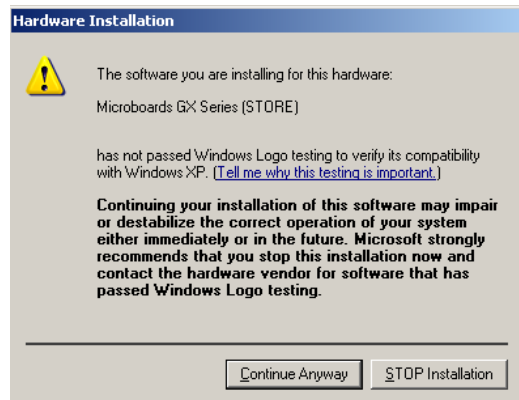 Hardware Installation
The software you are installing for this hardware:
Microboards GX Series (STORE)
has not passed Windows Logo testing to verify its compatibility
with Windows XP. (Tell me why this testing is important.)
Continuing your installation of this software may impair
or destabilize the correct operation of your system
either immediately or in the future. Microsoft strongly
recommends that you stop this installation now and
contact the hardware vendor for software that has
passed Windows Logo testing.
Continue Anyway
STOP Installation